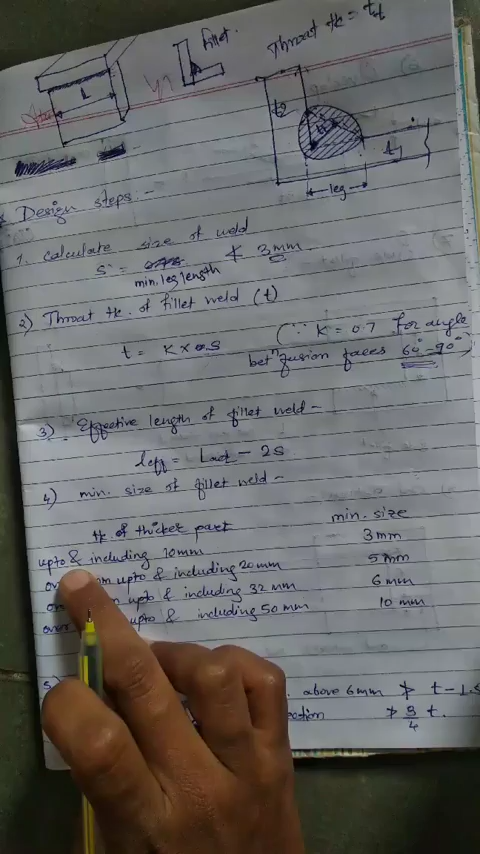 fillet.
Throat tk = tt
L
t2
t1
leg
* Design steps:-
1. Calculate size of weld
S = min. leg length ≮ 3mm
2) Throat tk. of fillet weld (t)
t = K x S (∵ K = 0.7 for angle
betn fusion faces 60°-90°,
3). Effective length of fillet weld -
leff = Lact - 2S
4) min. size of fillet weld -
tk of thicker part min. size
upto & including 10mm 3mm
upto & including 20mm 5mm
upto & including 32 mm 6mm
over upto & including 50 mm 10 mm
5)
above 6mm ≯ t - 1.5
≯ 3/4 t.